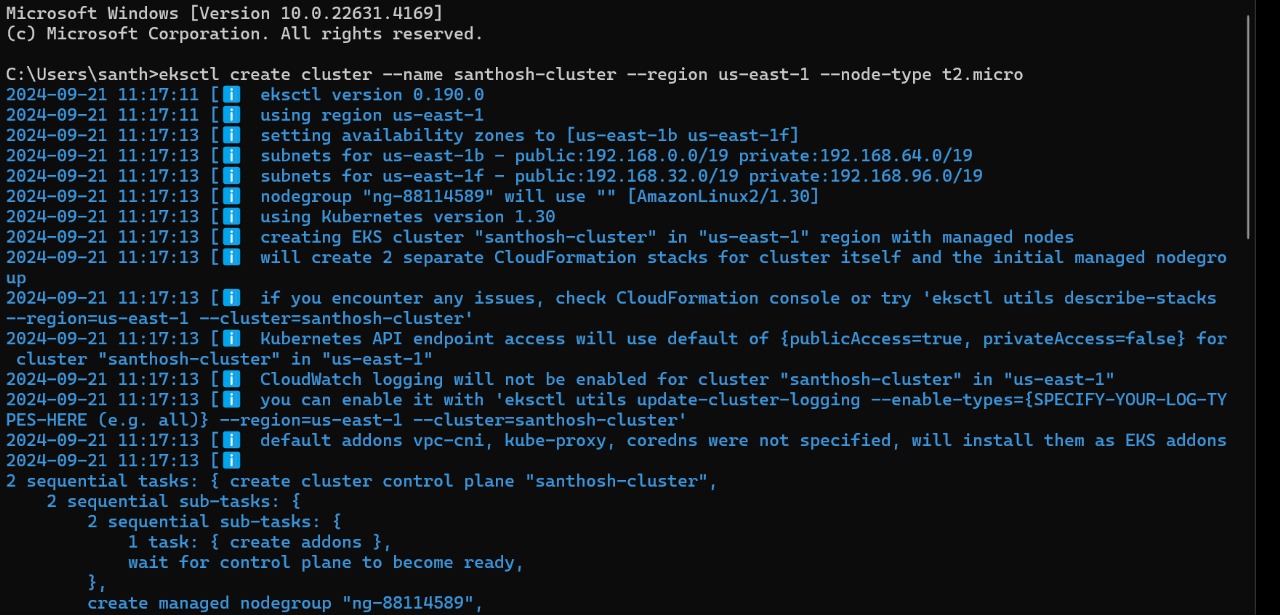 Microsoft Windows [Version 10.0.22631.4169]
(c) Microsoft Corporation. All rights reserved.
C:\Users\santh>eksctl create cluster --name santhosh-cluster --region us-east-1 --node-type t2.micro
2024-09-21 11:17:11 [ℹ]  eksctl version 0.190.0
2024-09-21 11:17:11 [ℹ]  using region us-east-1
2024-09-21 11:17:13 [ℹ]  setting availability zones to [us-east-1b us-east-1f]
2024-09-21 11:17:13 [ℹ]  subnets for us-east-1b - public:192.168.0.0/19 private:192.168.64.0/19
2024-09-21 11:17:13 [ℹ]  subnets for us-east-1f - public:192.168.32.0/19 private:192.168.96.0/19
2024-09-21 11:17:13 [ℹ]  nodegroup "ng-88114589" will use "" [AmazonLinux2/1.30]
2024-09-21 11:17:13 [ℹ]  using Kubernetes version 1.30
2024-09-21 11:17:13 [ℹ]  creating EKS cluster "santhosh-cluster" in "us-east-1" region with managed nodes
2024-09-21 11:17:13 [ℹ]  will create 2 separate CloudFormation stacks for cluster itself and the initial managed nodegro
up
2024-09-21 11:17:13 [ℹ]  if you encounter any issues, check CloudFormation console or try 'eksctl utils describe-stacks
--region=us-east-1 --cluster=santhosh-cluster'
2024-09-21 11:17:13 [ℹ]  Kubernetes API endpoint access will use default of {publicAccess=true, privateAccess=false} for
 cluster "santhosh-cluster" in "us-east-1"
2024-09-21 11:17:13 [ℹ]  CloudWatch logging will not be enabled for cluster "santhosh-cluster" in "us-east-1"
2024-09-21 11:17:13 [ℹ]  you can enable it with 'eksctl utils update-cluster-logging --enable-types={SPECIFY-YOUR-LOG-TY
PES-HERE (e.g. all)} --region=us-east-1 --cluster=santhosh-cluster'
2024-09-21 11:17:13 [ℹ]  default addons vpc-cni, kube-proxy, coredns were not specified, will install them as EKS addons
2024-09-21 11:17:13 [ℹ]
2 sequential tasks: { create cluster control plane "santhosh-cluster",
    2 sequential sub-tasks: {
        2 sequential sub-tasks: {
            1 task: { create addons },
            wait for control plane to become ready,
        },
        create managed nodegroup "ng-88114589",